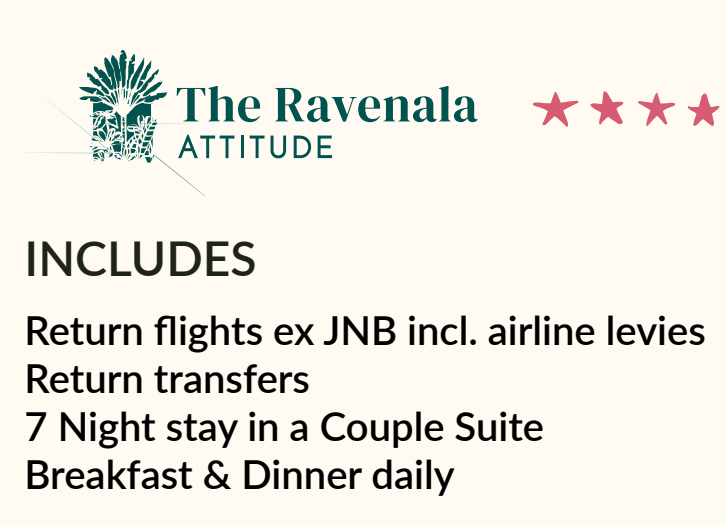 The Ravenala
ATTITUDE
INCLUDES
Return flights ex JNB incl. airline levies
Return transfers
7 Night stay in a Couple Suite
Breakfast & Dinner daily